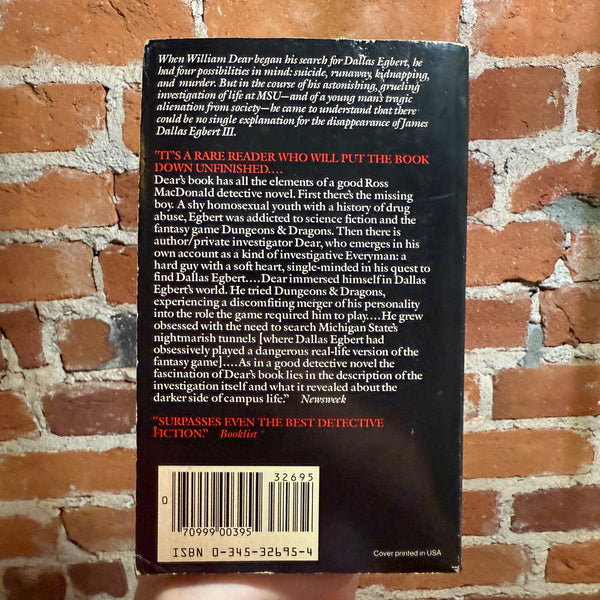 When William Dear began his search for Dallas Egbert, he
had four possibilities in mind: suicide, runaway, kidnapping,
and murder. But in the course of his astonishing, grueling
investigation of life at MSU—and of a young man's tragic
alienation from society—he came to understand that there
could be no single explanation for the disappearance of James
Dallas Egbert III.
"IT'S A RARE READER WHO WILL PUT THE BOOK
DOWN UNFINISHED....
Dear's book has all the elements of a good Ross
MacDonald detective novel. First there's the missing
boy. A shy homosexual youth with a history of drug
abuse, Egbert was addicted to science fiction and the
fantasy game Dungeons & Dragons. Then there is
author/private investigator Dear, who emerges in his
own account as a kind of investigative Everyman: a
hard guy with a soft heart, single-minded in his quest to
find Dallas Egbert....Dear immersed himself in Dallas
Egbert's world. He tried Dungeons & Dragons,
experiencing a discomfiting merger of his personality
into the role the game required him to play....He grew
obsessed with the need to search Michigan State's
nightmarish tunnels [where Dallas Egbert had
obsessively played a dangerous real-life version of the
fantasy game]....As in a good detective novel the
fascination of Dear's book lies in the description of the
investigation itself and what it revealed about the
darker side of campus life." Newsweek
"SURPASSES EVEN THE BEST DETECTIVE
FICTION." Booklist
32695
0
70999 00395
ISBN 0-345-32695-4
Cover printed in USA